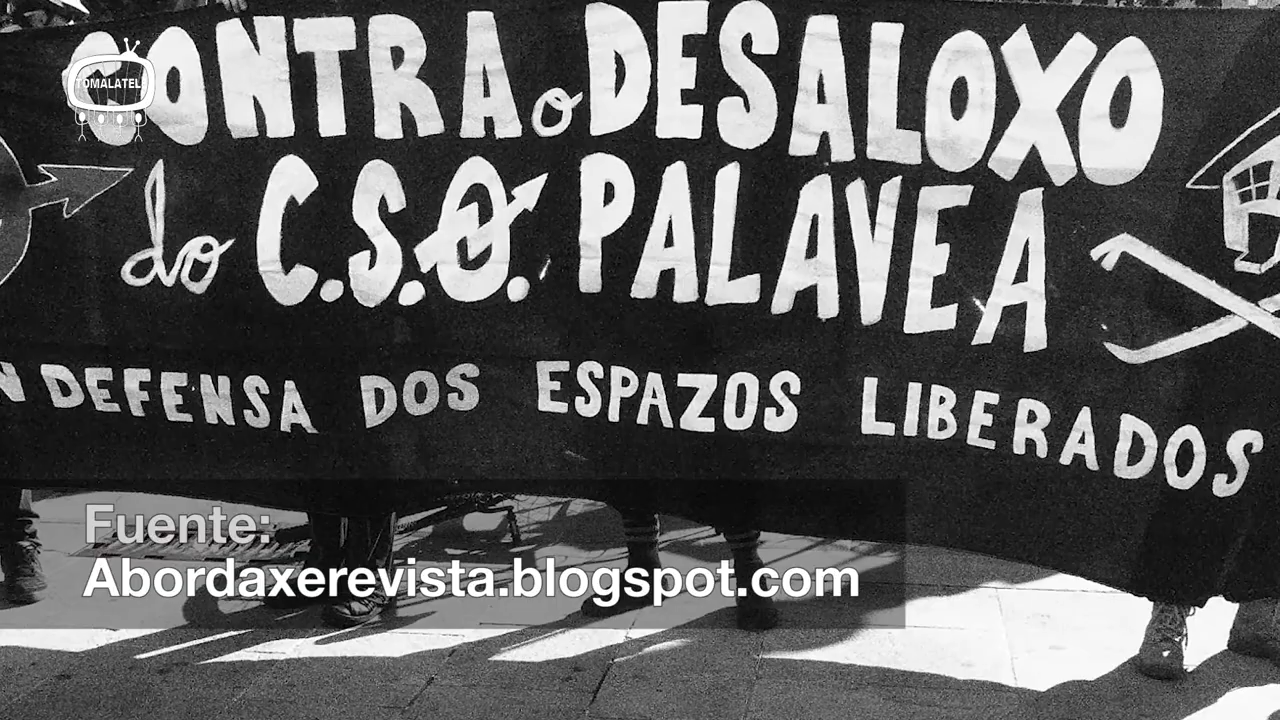 TOMALATELE
CONTRA o DESALOXO
do C.S.O. PALAVEA
N DEFENSA DOS ESPAZOS LIBERADOS
Fuente:
Abordaxerevista.blogspot.com